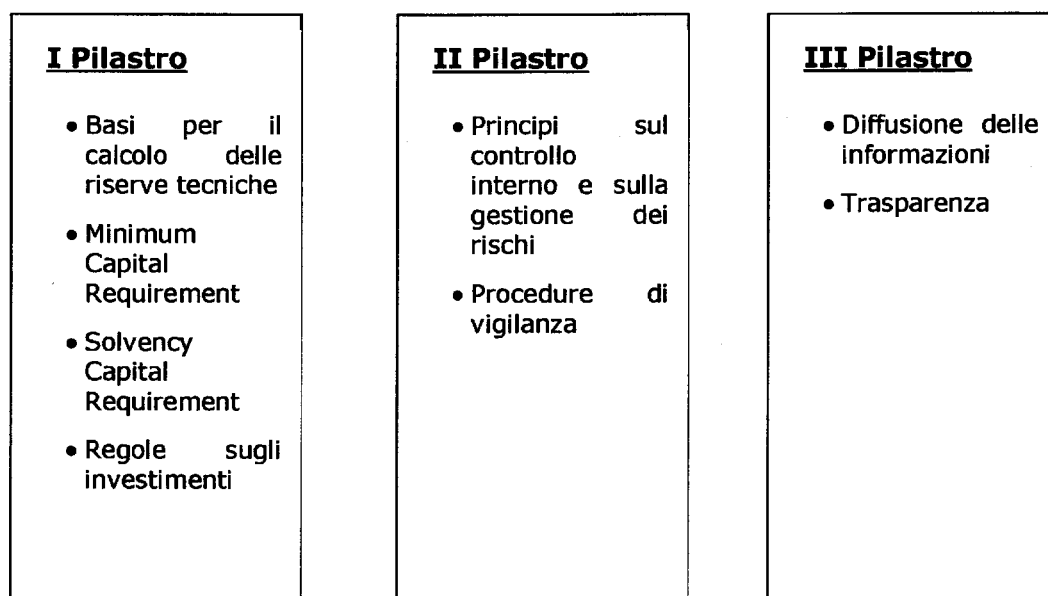 I Pilastro
• Basi per il
calcolo delle
riserve tecniche
• Minimum
Capital
Requirement
• Solvency
Capital
Requirement
• Regole sugli
investimenti
II Pilastro
• Principi sul
controllo
interno e sulla
gestione dei
rischi
• Procedure di
vigilanza
III Pilastro
• Diffusione delle
informazioni
• Trasparenza